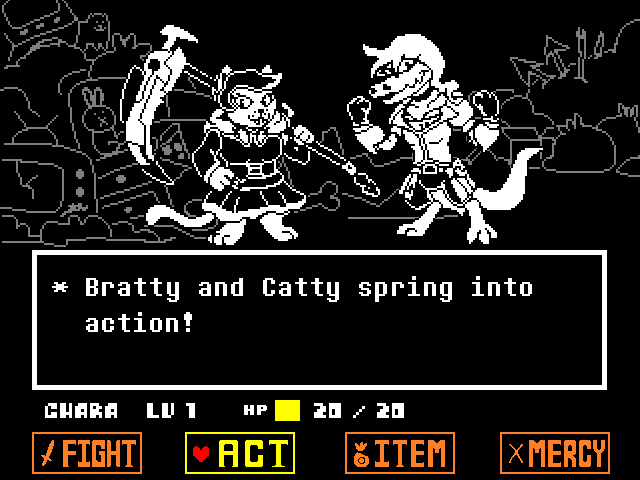 * Bratty and Catty spring into
action!
CHARA LV 1 HP 20 / 20
FIGHT ACT ITEM MERCY